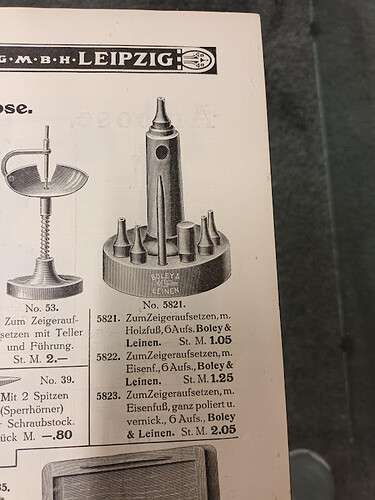 G·M·B·H·LEIPZIG
ose.
BOLEY &
LEINEN
No. 53.
Zum Zeigerauf-
setzen mit Teller
und Führung.
St. M. 2.—
No. 39.
Mit 2 Spitzen
(Sperrhörner)
Schraubstock.
ück M. —.80
35.
No. 5821.
5821. Zum Zeigeraufsetzen, m.
Holzfuß, 6 Aufs. Boley &
Leinen. St. M. 1.05
5822. Zum Zeigeraufsetzen, m.
Eisenf., 6 Aufs., Boley &
Leinen. St. M. 1.25
5823. Zum Zeigeraufsetzen, m.
Eisenfuß, ganz poliert u.
vernick., 6 Aufs., Boley
& Leinen. St. M. 2.05